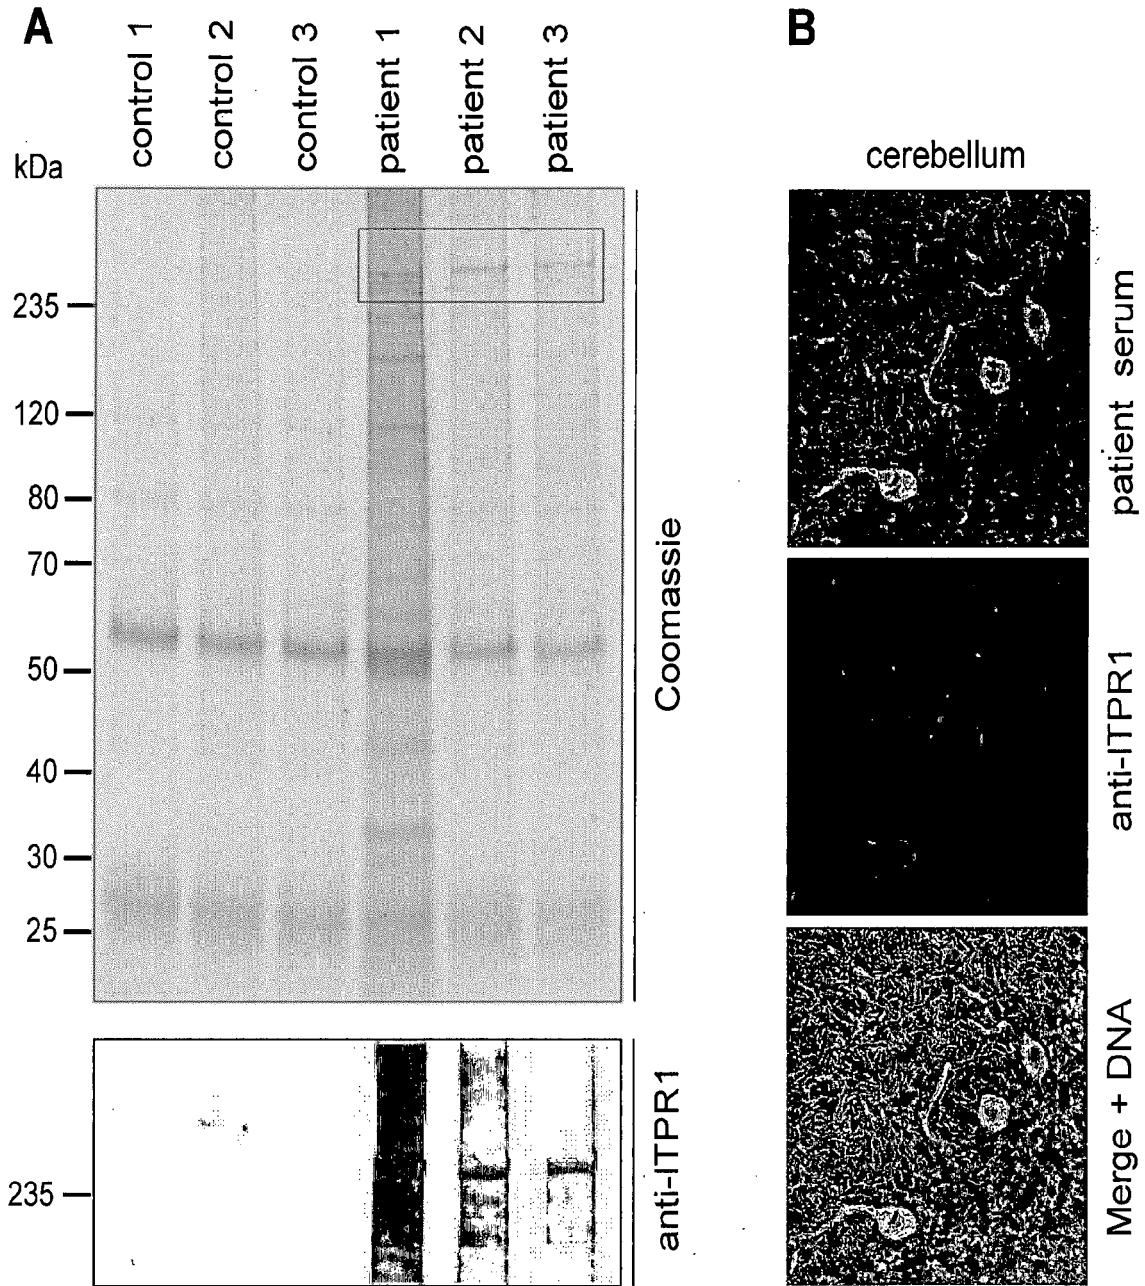 A
control 1
control 2
control 3
patient 1
patient 2
patient 3
kDa
235
120
80
70
50
40
30
25
Coomassie
235
anti-ITPR1
B
cerebellum
patient serum
anti-ITPR1
Merge + DNA